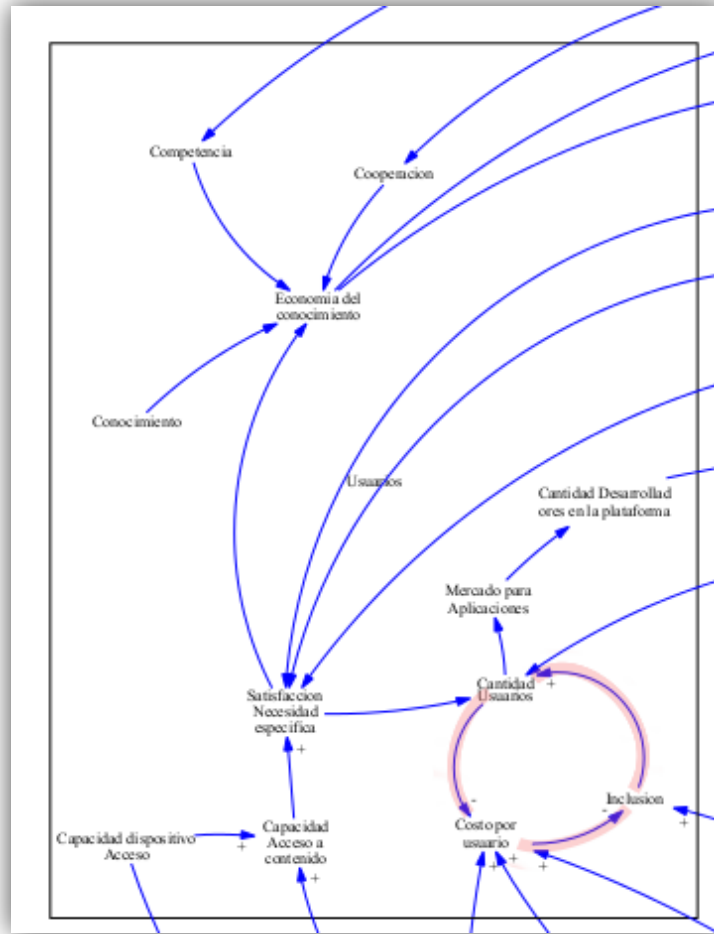 Competencia
Cooperacion
Economia del
conocimiento
Conocimiento
Usuarios
Cantidad Desarrollad
ores en la plataforma
Mercado para
Aplicaciones
Satisfaccion
Necesidad
especifica
+
Cantidad
Usuarios
+
-
Inclusion
-
+
Costo por
usuario
+
+
+
Capacidad dispositivo
Acceso
+
Capacidad
Acceso a
contenido
+